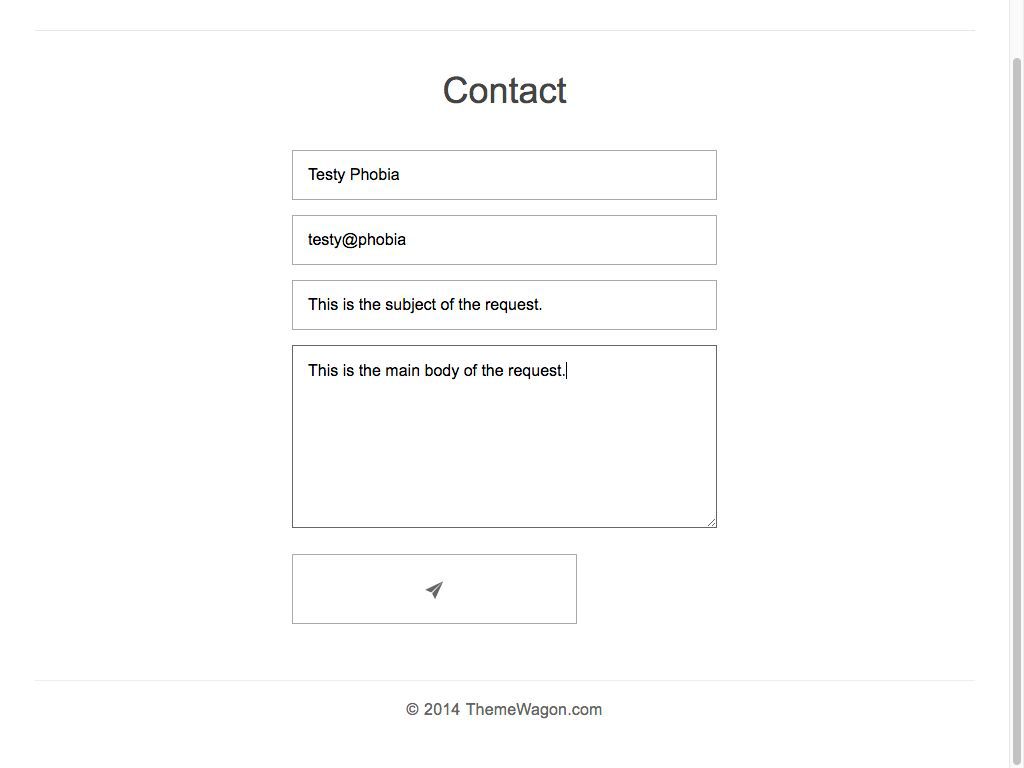 Contact
Testy Phobia
testy@phobia
This is the subject of the request.
This is the main body of the request.
© 2014 ThemeWagon.com